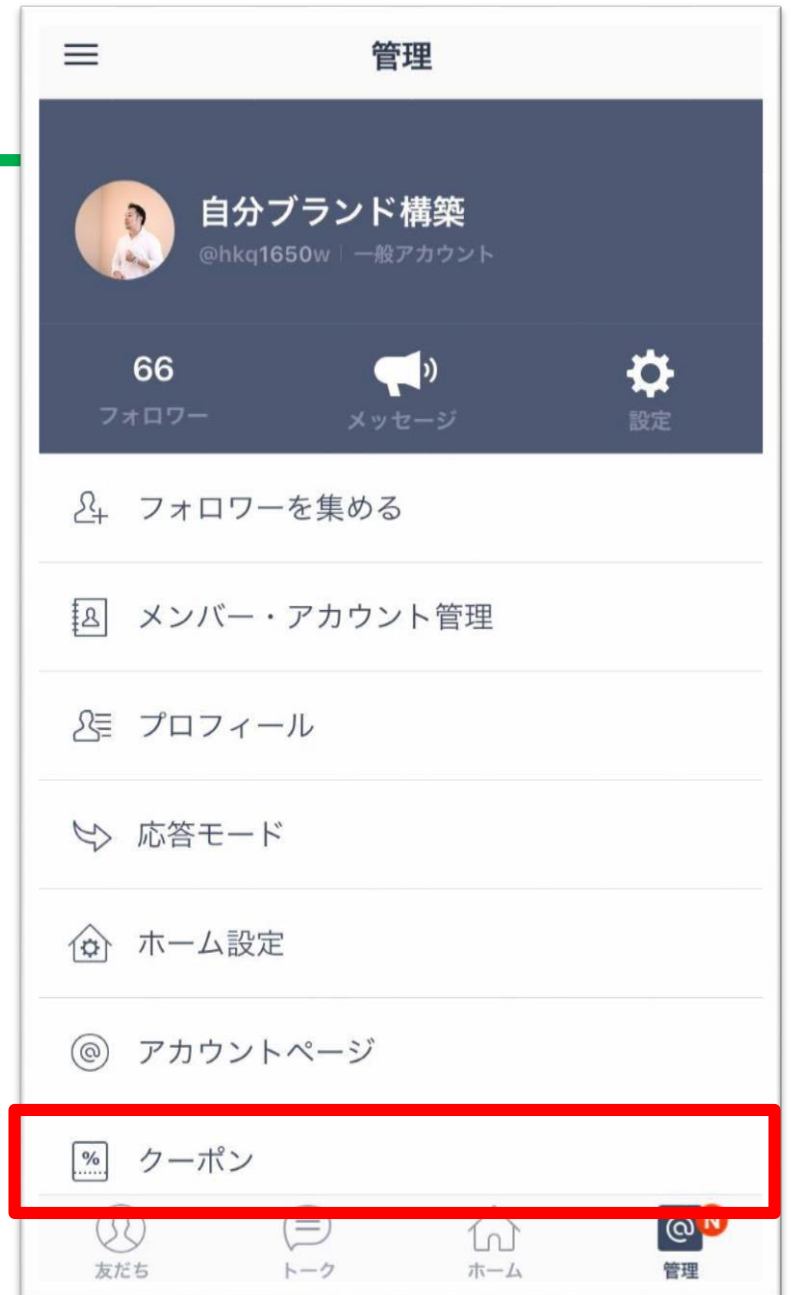 管理
自分ブランド構築
@hkq1650w | 一般アカウント
66
フォロワー
メッセージ
設定
フォロワーを集める
メンバー・アカウント管理
プロフィール
応答モード
ホーム設定
アカウントページ
% クーポン
@ N
友だち トーク ホーム 管理